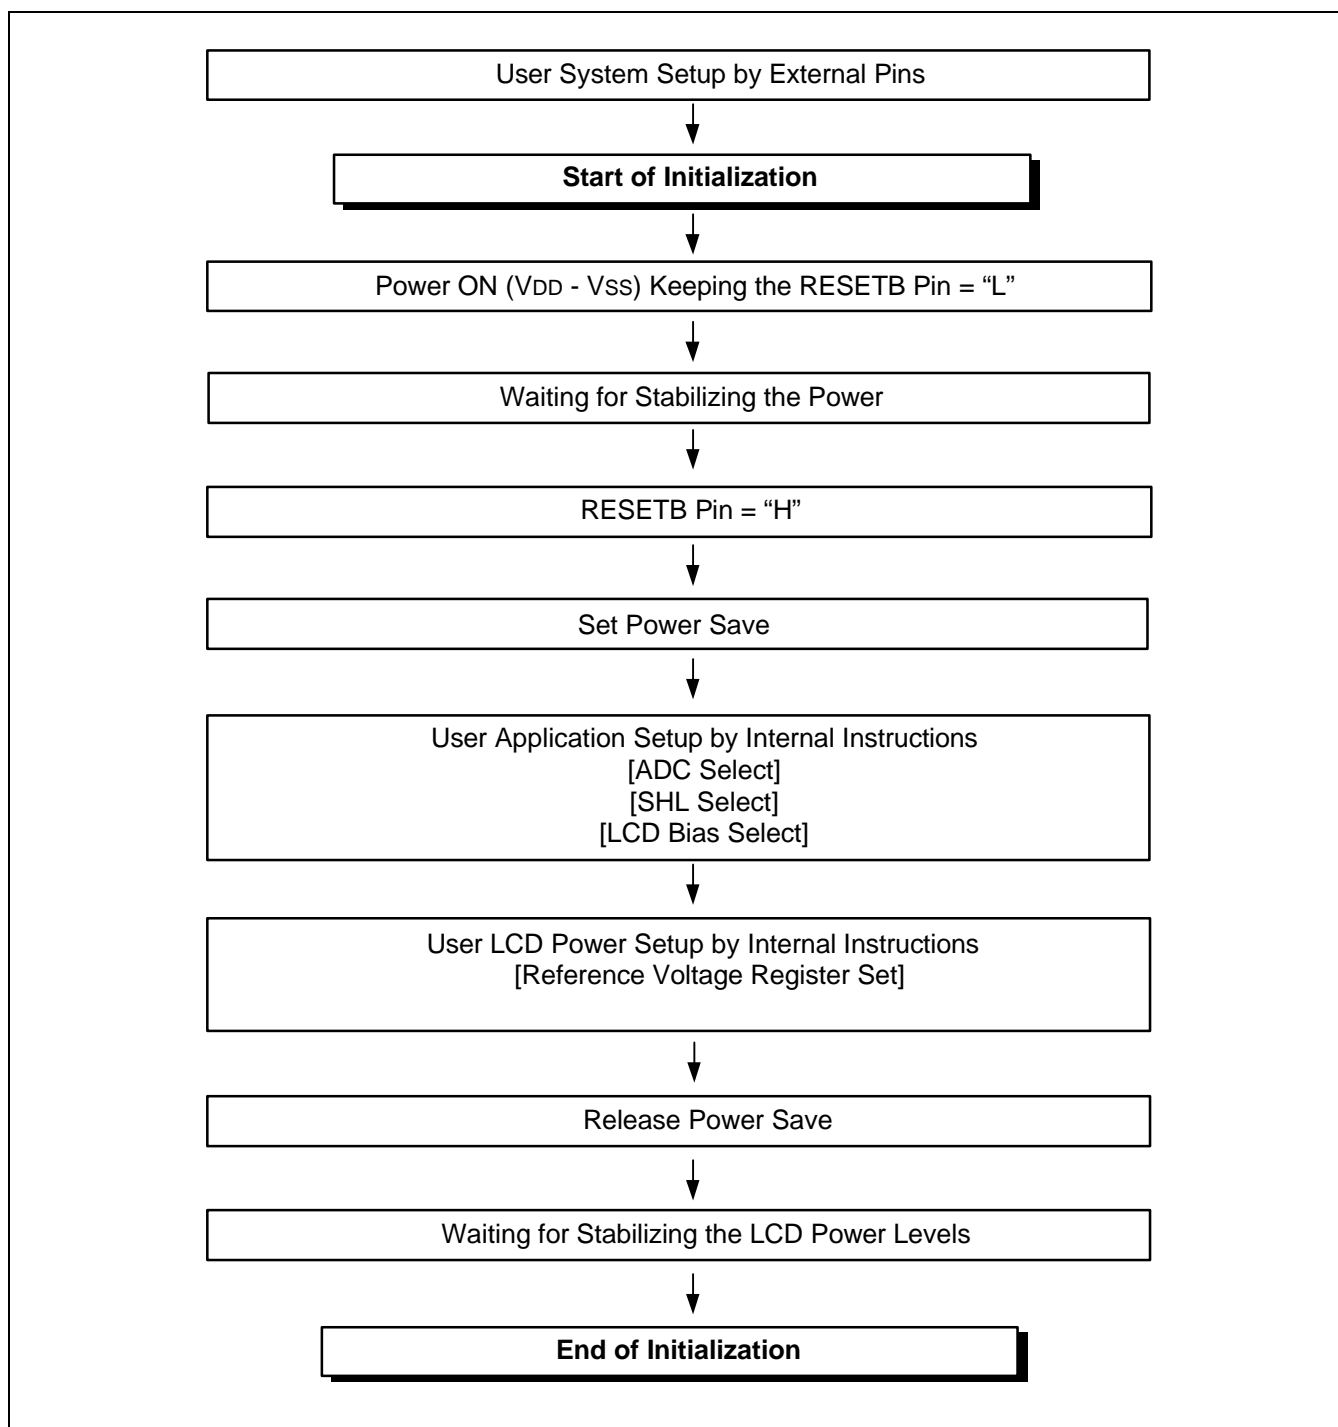 User System Setup by External Pins
Start of Initialization
Power ON (VDD - VSS) Keeping the RESETB Pin = “L”
Waiting for Stabilizing the Power
RESETB Pin = “H”
Set Power Save
User Application Setup by Internal Instructions
[ADC Select]
[SHL Select]
[LCD Bias Select]
User LCD Power Setup by Internal Instructions
[Reference Voltage Register Set]
Release Power Save
Waiting for Stabilizing the LCD Power Levels
End of Initialization